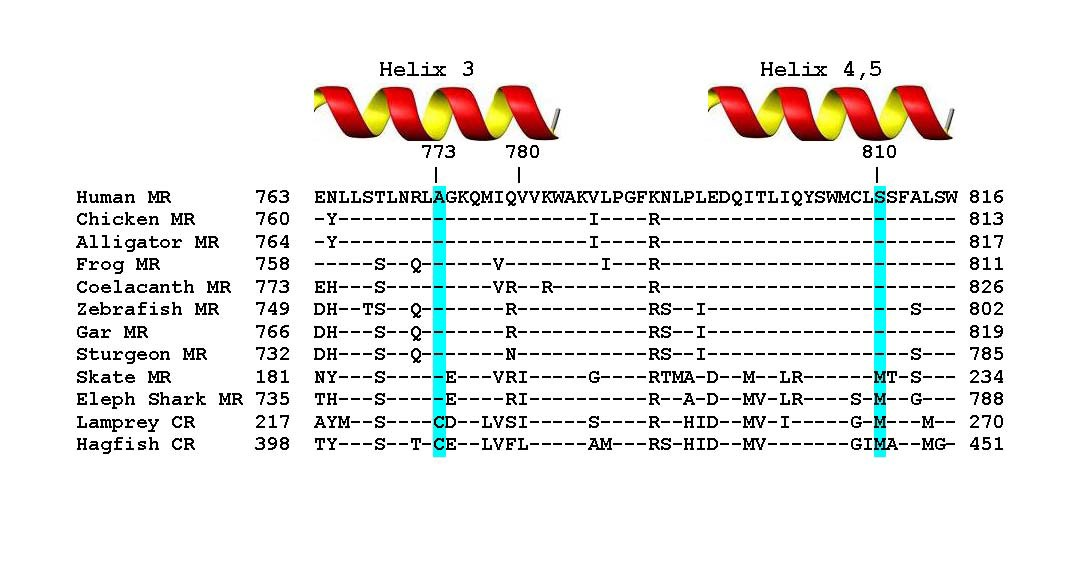 Helix 3 Helix 4,5
773 780 810
Human MR 763 ENLLSTLNRLAGKQMIQVVKWAKVLPGFKNLPLEDQITLIQYSWMCLSSFALSW 816
Chicken MR 760 -Y---------------------I----R------------------------- 813
Alligator MR 764 -Y---------------------I----R------------------------- 817
Frog MR 758 -----S--Q------V--------I---R------------------------- 811
Coelacanth MR 773 EH---S---------VR--R--------R------------------------- 826
Zebrafish MR 749 DH--TS--Q-------R-----------RS--I-----------------S--- 802
Gar MR 766 DH---S--Q-------R-----------RS--I--------------------- 819
Sturgeon MR 732 DH---S--Q-------N-----------RS--I-----------------S--- 785
Skate MR 181 NY---S-----E---VRI-----G----RTMA-D--M--LR------MT-S--- 234
Eleph Shark MR 735 TH---S-----E----RI----------R--A-D--MV-LR----S-M--G--- 788
Lamprey CR 217 AYM--S----CD--LVSI-----S----R--HID--MV-I-----G-M---M-- 270
Hagfish CR 398 TY---S--T-CE--LVFL-----AM---RS-HID--MV-------GIMA--MG- 451